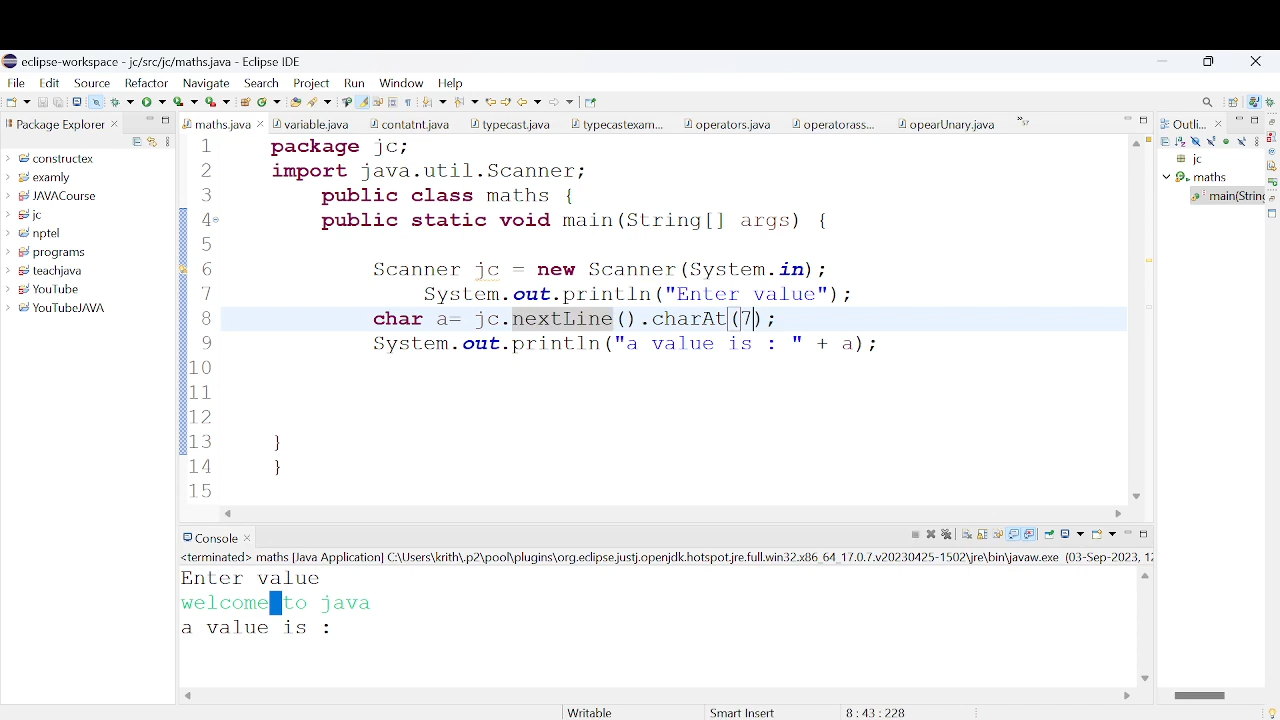 eclipse-workspace - jc/src/jc/maths.java - Eclipse IDE
File Edit Source Refactor Navigate Search Project Run Window Help
Package Explorer
maths.java variable.java contatnt.java typecast.java typecastexam... operators.java operatorass... opearUnary.java
Outli...
constructex
examly
JAVACourse
jc
nptel
programs
teachjava
YouTube
YouTubeJAVA
1 package jc;
2 import java.util.Scanner;
3 public class maths {
4 public static void main(String[] args) {
5
6 Scanner jc = new Scanner(System.in);
7 System.out.println("Enter value");
8 char a= jc.nextLine().charAt(7);
9 System.out.println("a value is : " + a);
10
11
12
13 }
14 }
15
jc
maths
main(String
Console
<terminated> maths [Java Application] C:\Users\krith\.p2\pool\plugins\org.eclipse.justj.openjdk.hotspot.jre.full.win32.x86_64_17.0.7.v20230425-1502\jre\bin\javaw.exe (03-Sep-2023, 12
Enter value
welcome to java
a value is :
Writable Smart Insert 8 : 43 : 228